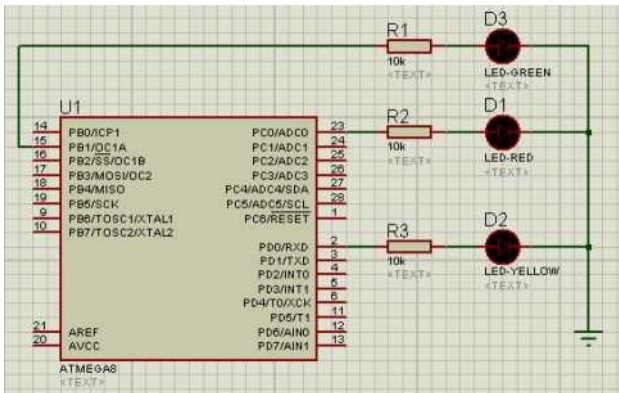 R1
10k
<TEXT>
D3
LED-GREEN
<TEXT>
U1
14 PB0/ICP1
15 PB1/OC1A
16 PB2/SS/OC1B
17 PB3/MOSI/OC2
18 PB4/MISO
19 PB5/SCK
9 PB6/TOSC1/XTAL1
10 PB7/TOSC2/XTAL2
21 AREF
20 AVCC
PC0/ADC0 23
PC1/ADC1 24
PC2/ADC2 25
PC3/ADC3 26
PC4/ADC4/SDA 27
PC5/ADC5/SCL 28
PC6/RESET 1
PD0/RXD 2
PD1/TXD 3
PD2/INT0 4
PD3/INT1 5
PD4/T0/XCK 6
PD5/T1 11
PD6/AIN0 12
PD7/AIN1 13
ATMEGA8
<TEXT>
R2
10k
<TEXT>
D1
LED-RED
<TEXT>
R3
10k
<TEXT>
D2
LED-YELLOW
<TEXT>